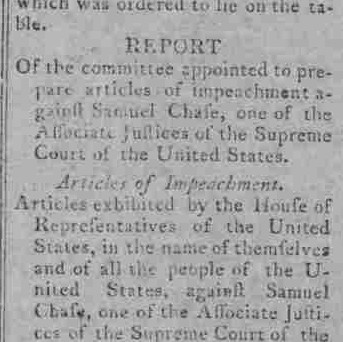 which was ordered to lie on the ta-
ble.
REPORT
Of the committee appointed to pre-
pare articles of impeachment a-
gainſt Samuel Chaſe, one of the
Aſſociate Juſtices of the Supreme
Court of the United States.
Articles of Impeachment.
Articles exhibited by the Houſe of
Repreſentatives of the United
States, in the name of themſelves
and of all the people of the U-
nited States, againſt Samuel
Chaſe, one of the Aſſociate Juſti-
ces of the Supreme Court of the